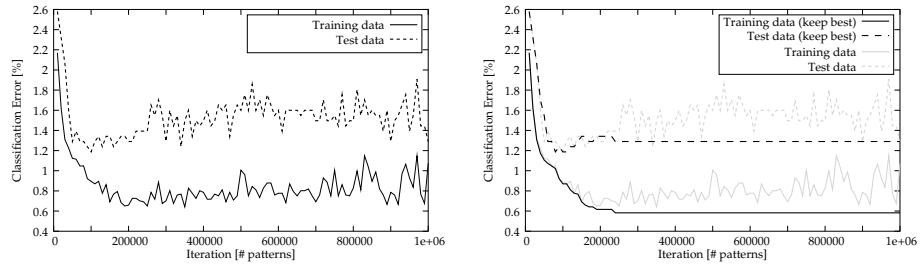 2.6
2.4
2.2
2
1.8
1.6
1.4
1.2
1
0.8
0.6
0.4
Classification Error [%]
Training data
Test data
0 200000 400000 600000 800000 1e+06
Iteration [# patterns]
2.6
2.4
2.2
2
1.8
1.6
1.4
1.2
1
0.8
0.6
0.4
Classification Error [%]
Training data (keep best)
Test data (keep best)
Training data
Test data
0 200000 400000 600000 800000 1e+06
Iteration [# patterns]